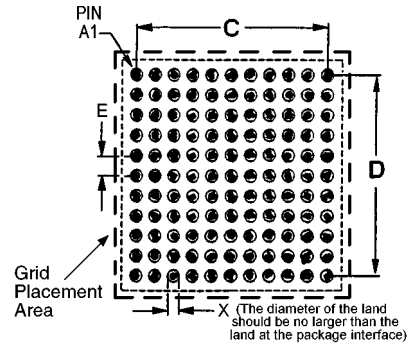 PIN
A1
C
E
D
Grid
Placement
Area
X (The diameter of the land
should be no larger than the
land at the package interface)